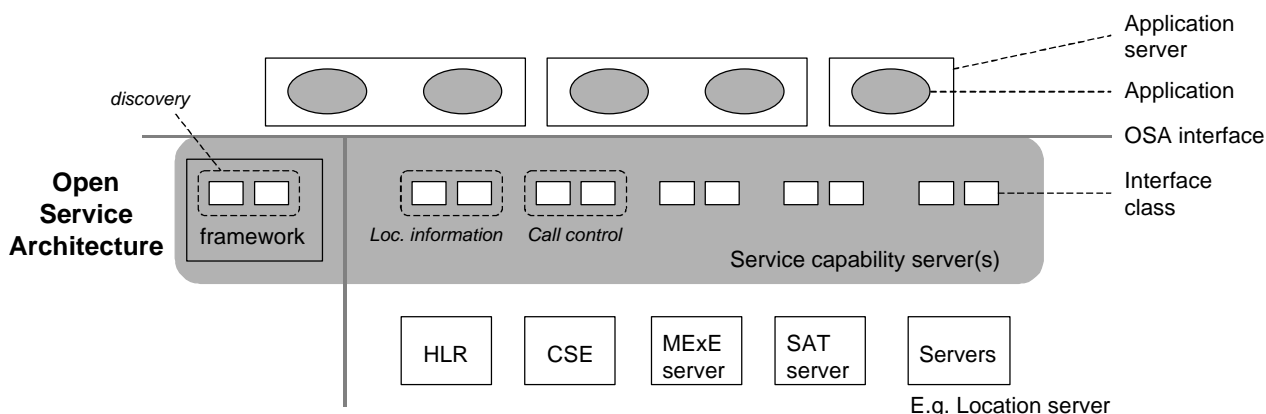 Application
server
discovery
Application
OSA interface
Open
Service
Architecture
Interface
class
framework
Loc. information
Call control
Service capability server(s)
HLR
CSE
MExE
server
SAT
server
Servers
E.g. Location server